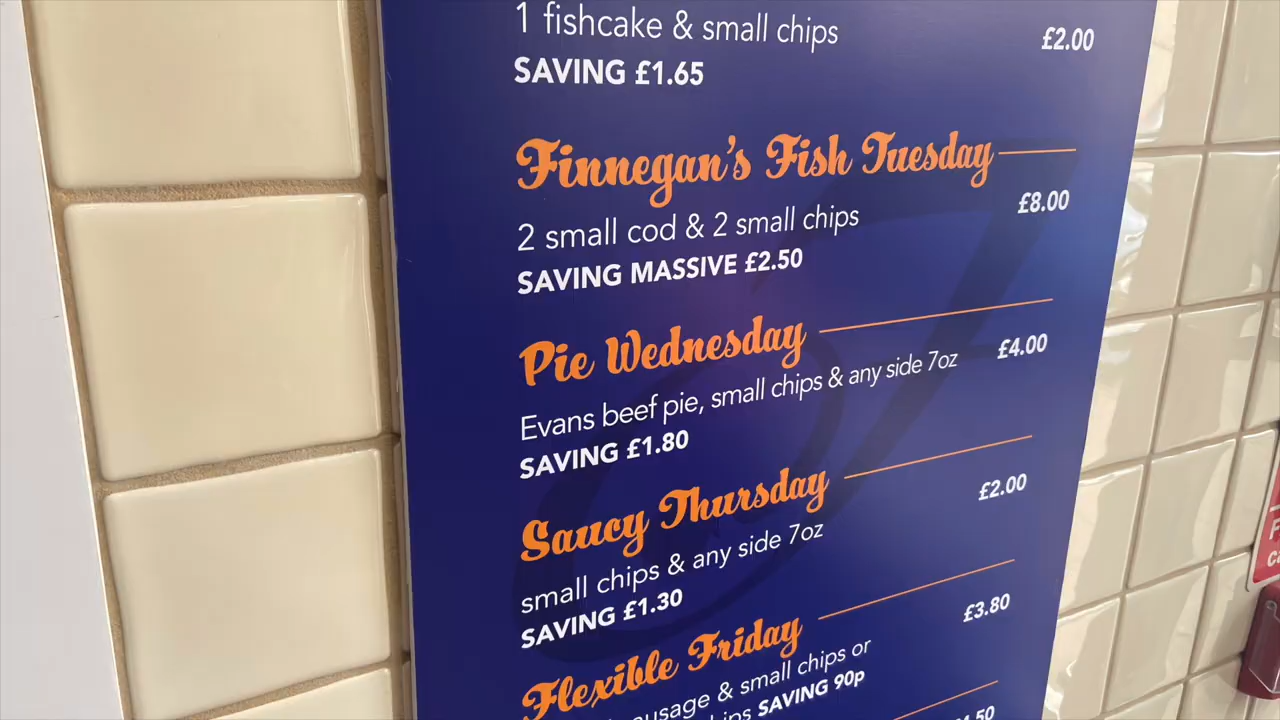 1 fishcake & small chips £2.00
SAVING £1.65
Finnegan's Fish Tuesday
2 small cod & 2 small chips £8.00
SAVING MASSIVE £2.50
Pie Wednesday
Evans beef pie, small chips & any side 7oz £4.00
SAVING £1.80
Saucy Thursday
small chips & any side 7oz £2.00
SAVING £1.30
Flexible Friday
& small chips or £3.80
SAVING 90p